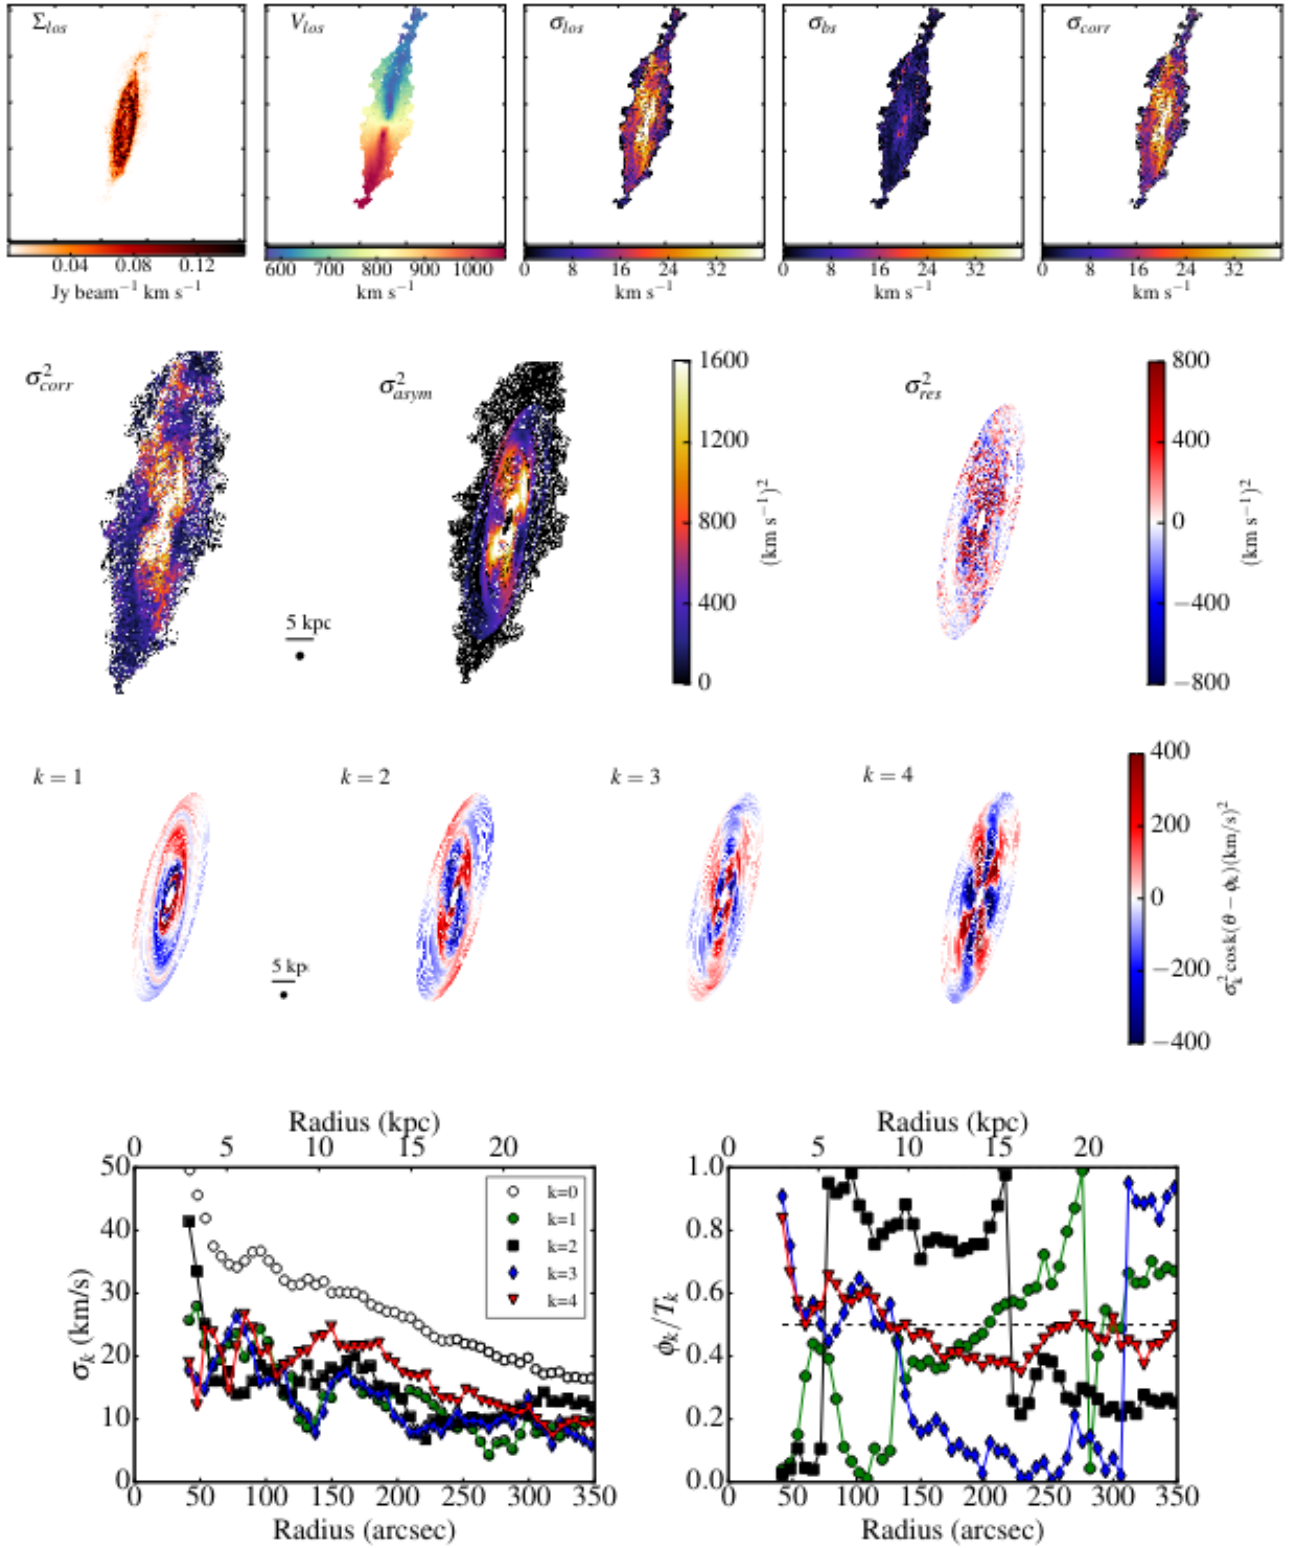 Σlos
Vlos
σlos
σbs
σcorr
0.04 0.08 0.12
600 700 800 900 1000
0 8 16 24 32
0 8 16 24 32
0 8 16 24 32
Jy beam⁻¹ km s⁻¹
km s⁻¹
km s⁻¹
km s⁻¹
km s⁻¹
σ²corr
σ²asym
σ²res
1600
1200
800
400
0
(km s⁻¹)²
800
400
0
−400
−800
(km s⁻¹)²
5 kpc
k = 1
k = 2
k = 3
k = 4
400
200
0
−200
−400
σ²k cosk(θ − ϕk)(km/s)²
5 kp
Radius (kpc)
0 5 10 15 20
50
40
30
20
10
0
σk (km/s)
k=0
k=1
k=2
k=3
k=4
0 50 100 150 200 250 300 350
Radius (arcsec)
Radius (kpc)
0 5 10 15 20
1.0
0.8
0.6
0.4
0.2
0.0
ϕk/Tk
0 50 100 150 200 250 300 350
Radius (arcsec)